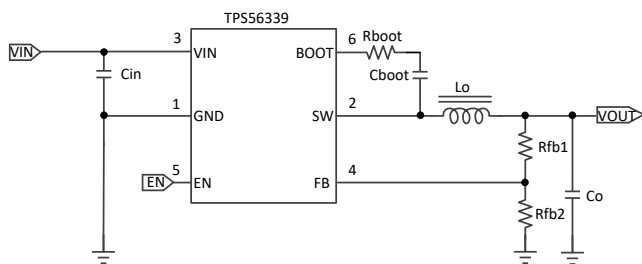 TPS56339
VIN
3
VIN
Cin
1
GND
5
EN
EN
BOOT
6
Rboot
Cboot
SW
2
Lo
VOUT
Rfb1
FB
4
Rfb2
Co